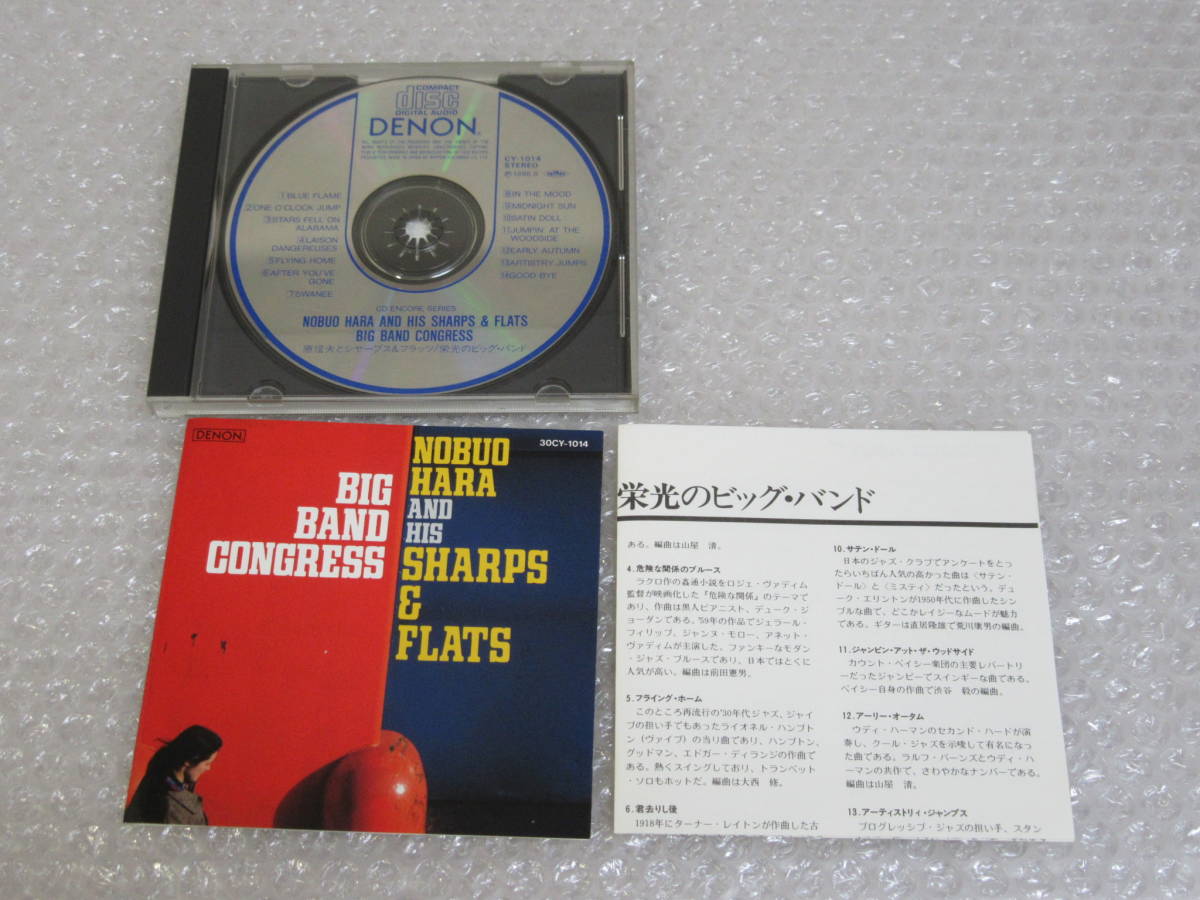 COMPACT
disc
DIGITAL AUDIO
DENON
CY-1014
STEREO
1 BLUE FLAME
2 ONE O'CLOCK JUMP
3 STARS FELL ON
ALABAMA
4 LAISON
DANGEREUSES
5 FLYING HOME
6 AFTER YOU'VE
GONE
7 SWANEE
8 IN THE MOOD
9 MIDNIGHT SUN
10 SATIN DOLL
11 JUMPIN' AT THE
WOODSIDE
12 EARLY AUTUMN
13 ARTISTRY JUMPS
14 GOOD BYE
CD ENCORE SERIES
NOBUO HARA AND HIS SHARPS & FLATS
BIG BAND CONGRESS
原信夫とシャープス&フラッツ/栄光のビッグ・バンド
DENON
30CY-1014
BIG
BAND
CONGRESS
NOBUO
HARA
AND
HIS
SHARPS
&
FLATS
栄光のビッグ・バンド
ある。編曲は山屋 清。
4.危険な関係のブルース
ラクロ作の姦通小説をロジェ・ヴァディム
監督が映画化した『危険な関係』のテーマで
あり、作曲は黒人ピアニスト、デューク・ジ
ョーダンである。'59年の作品でジェラール・
フィリップ、ジャンヌ・モロー、アネット・
ヴァディムが主演した。ファンキーなモダン
・ジャズ・ブルースであり、日本ではとくに
人気が高い。編曲は前田憲男。
5.フライング・ホーム
このところ再流行の'30年代ジャズ、ジャイ
ブの担い手でもあったライオネル・ハンプト
ン(ヴァイブ)の当り曲であり、ハンプトン、
グッドマン、エドガー・ディランジの作曲で
ある。熱くスイングしており、トランペット
・ソロもホットだ。編曲は大西 修。
6.君去りし後
1918年にターナー・レイトンが作曲した古
10.サテン・ドール
日本のジャズ・クラブでアンケートをとっ
たらいちばん人気の高かった曲は〈サテン・
ドール〉と〈ミスティ〉だったという。デュ
ーク・エリントンが1950年代に作曲したシン
プルな曲で、どこかレイジーなムードが魅力
である。ギターは直居隆雄で荒川康男の編曲。
11.ジャンピン・アット・ザ・ウッドサイド
カウント・ベイシー集団の主要レパートリ
ーだったジャンピーでスインギーな曲である。
ベイシー自身の作曲で渋谷 毅の編曲。
12.アーリー・オータム
ウディ・ハーマンのセカンド・ハードが演
奏し、クール・ジャズを示唆して有名になっ
た曲である。ラルフ・バーンズとウディ・ハ
ーマンの共作で、さわやかなナンバーである。
編曲は山屋 清。
13.アーティストリィ・ジャンプス
プログレッシブ・ジャズの担い手、スタン